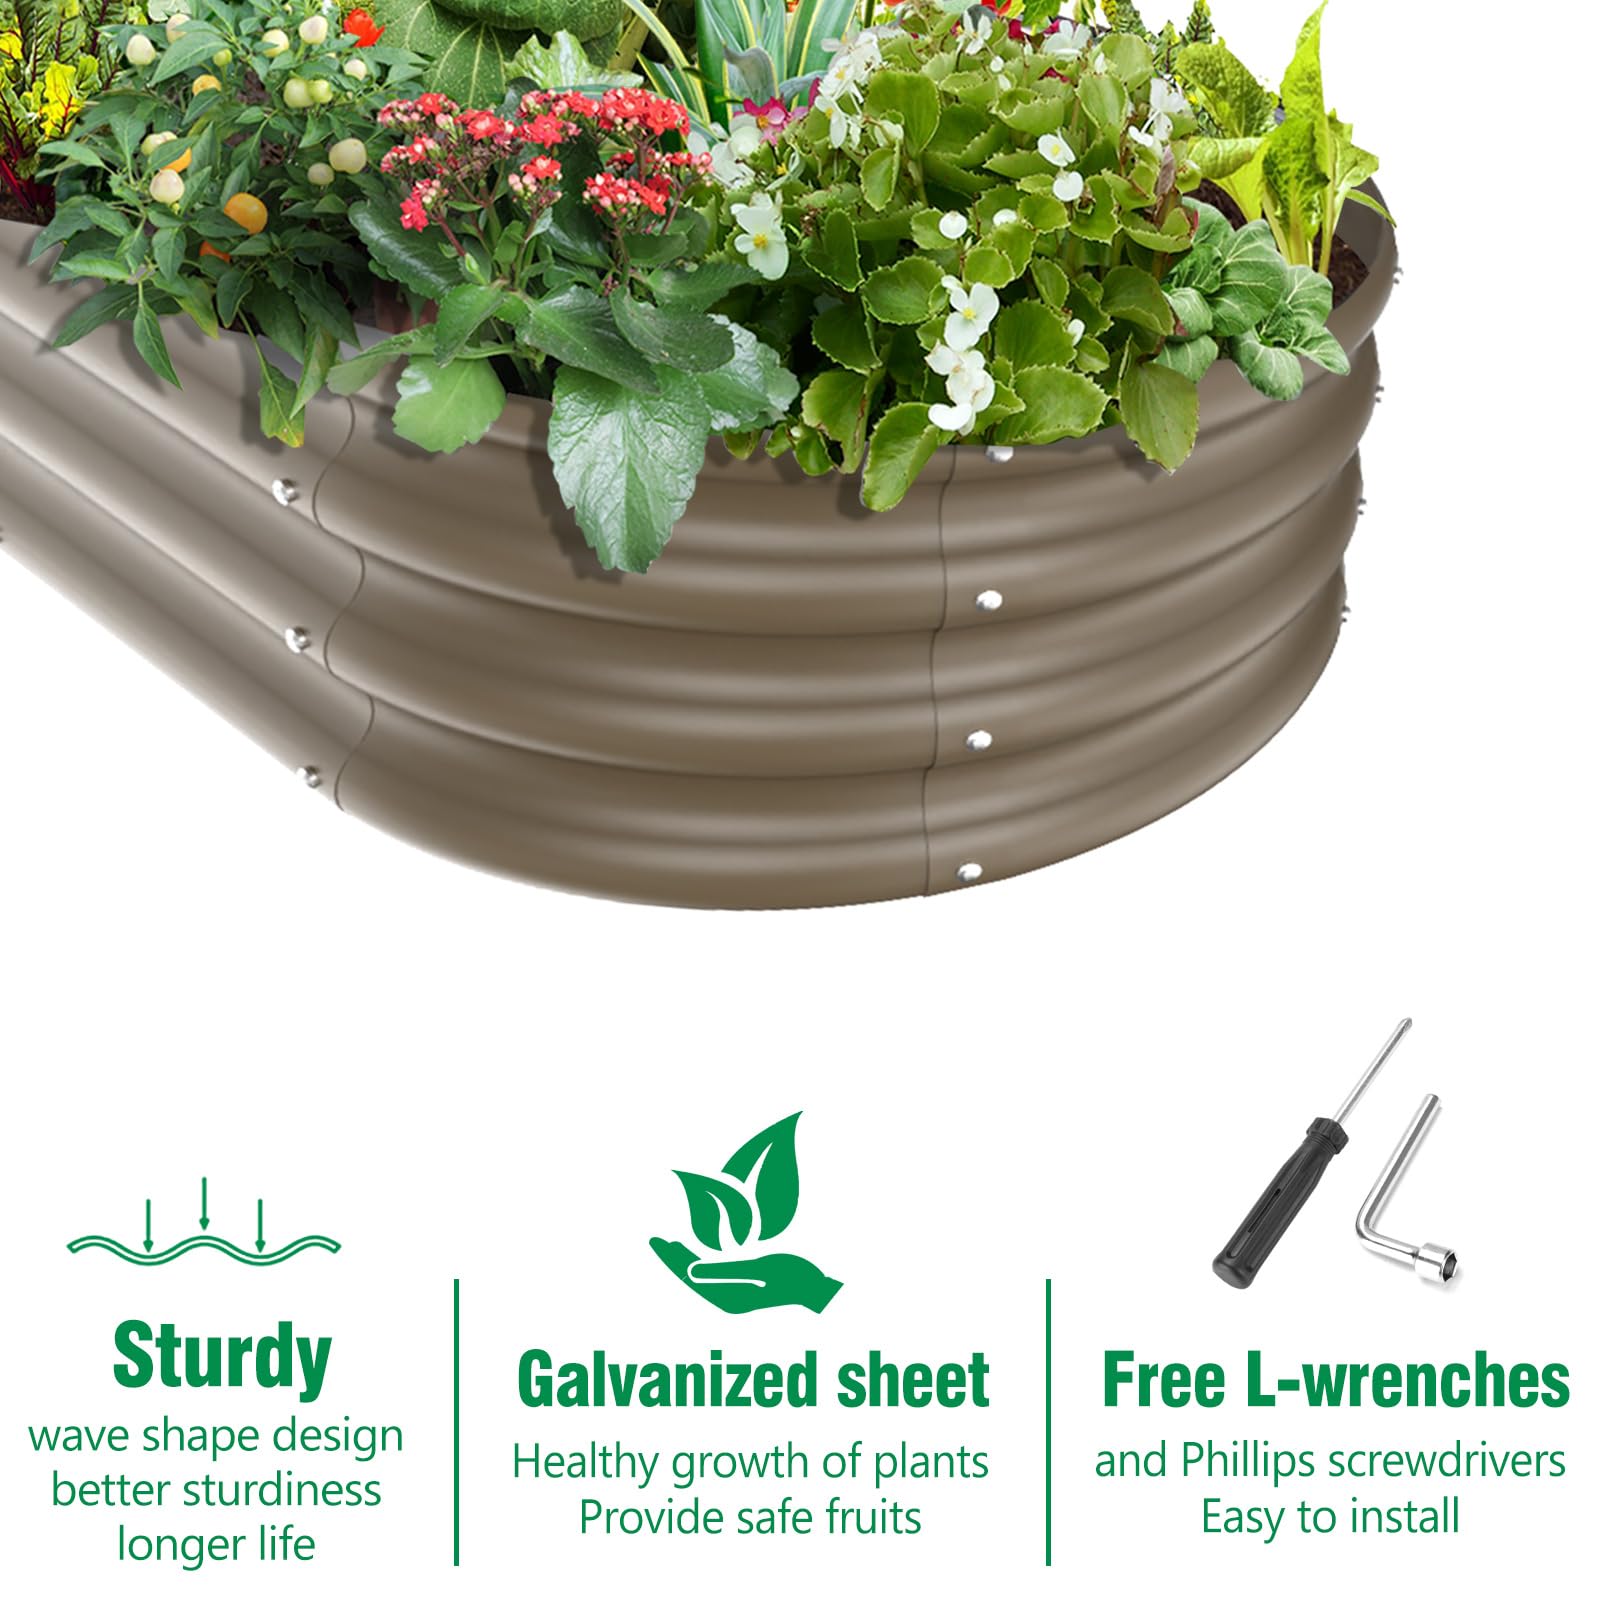 Sturdy
wave shape design
better sturdiness
longer life
Galvanized sheet
Healthy growth of plants
Provide safe fruits
Free L-wrenches
and Phillips screwdrivers
Easy to install